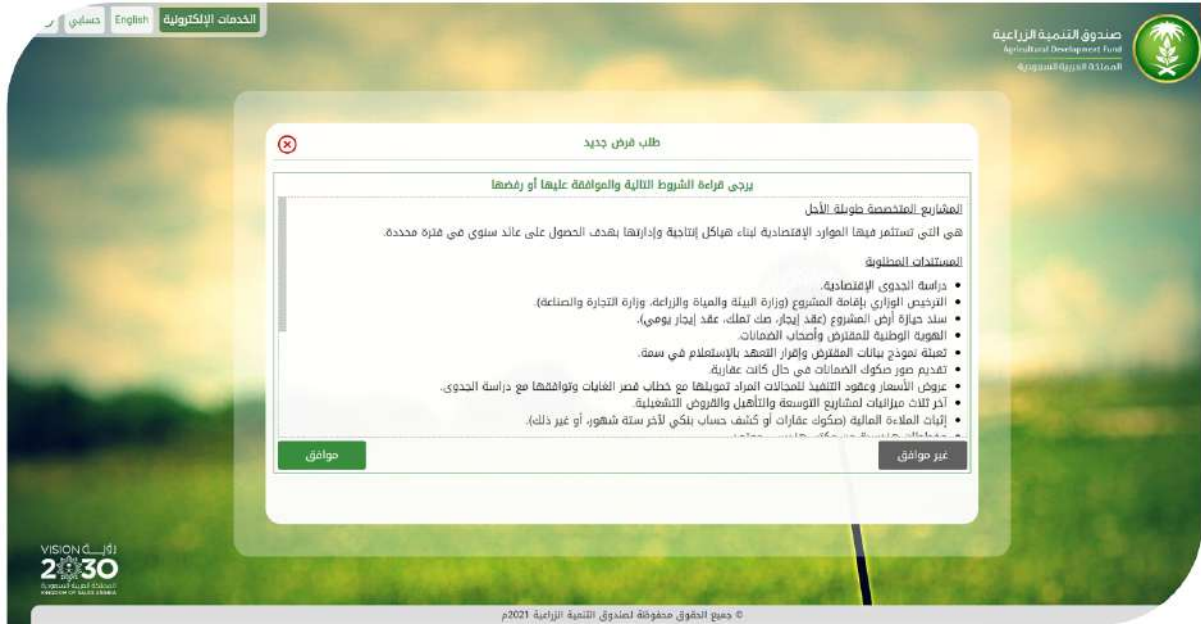 الخدمات الإلكترونية
English
حسابي
صندوق التنمية الزراعية
Agricultural Development Fund
المملكة العربية السعودية
طلب قرض جديد
يرجى قراءة الشروط التالية والموافقة عليها أو رفضها
المشاريع المتخصصة طويلة الأجل
هي التي تستثمر فيها الموارد الإقتصادية لبناء هياكل إنتاجية وإدارتها بهدف الحصول على عائد سنوي في فترة محددة.
المستندات المطلوبة
• دراسة الجدوى الإقتصادية.
• الترخيص الوزاري بإقامة المشروع (وزارة البيئة والمياة والزراعة، وزارة التجارة والصناعة).
• سند حيازة أرض المشروع (عقد إيجار، صك تملك، عقد إيجار يومي).
• الهوية الوطنية للمقترض وأصحاب الضمانات.
• تعبئة نموذج بيانات المقترض وإقرار التعهد بالإستعلام في سمة.
• تقديم صور صكوك الضمانات في حال كانت عقارية.
• عروض الأسعار وعقود التنفيذ للمجالات المراد تمويلها مع خطاب قصر الغايات وتوافقها مع دراسة الجدوى.
• آخر ثلاث ميزانيات لمشاريع التوسعة والتأهيل والقروض التشغيلية.
• إثبات الملاءة المالية (صكوك عقارات أو كشف حساب بنكي لآخر ستة شهور، أو غير ذلك).
غير موافق
موافق
VISION رؤيـــة
2030
المملكة العربية السعودية
KINGDOM OF SAUDI ARABIA
© جميع الحقوق محفوظة لصندوق التنمية الزراعية 2021م